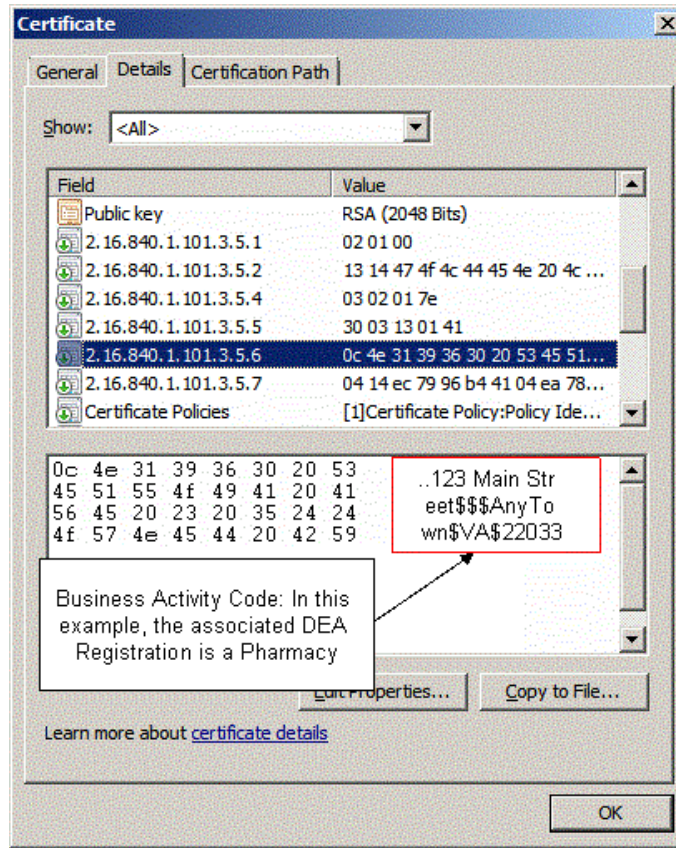 Certificate
General Details Certification Path
Show: <All>
Field Value
Public key RSA (2048 Bits)
2.16.840.1.101.3.5.1 02 01 00
2.16.840.1.101.3.5.2 13 14 47 4f 4c 44 45 4e 20 4c ...
2.16.840.1.101.3.5.4 03 02 01 7e
2.16.840.1.101.3.5.5 30 03 13 01 41
2.16.840.1.101.3.5.6 0c 4e 31 39 36 30 20 53 45 51...
2.16.840.1.101.3.5.7 04 14 ec 79 96 b4 41 04 ea 78...
Certificate Policies [1]Certificate Policy:Policy Ide...
0c 4e 31 39 36 30 20 53
45 51 55 4f 49 41 20 41
56 45 20 23 20 35 24 24
4f 57 4e 45 44 20 42 59
..123 Main Str
eet$$$AnyTo
wn$VA$22033
Business Activity Code: In this
example, the associated DEA
Registration is a Pharmacy
Edit Properties... Copy to File...
Learn more about certificate details
OK